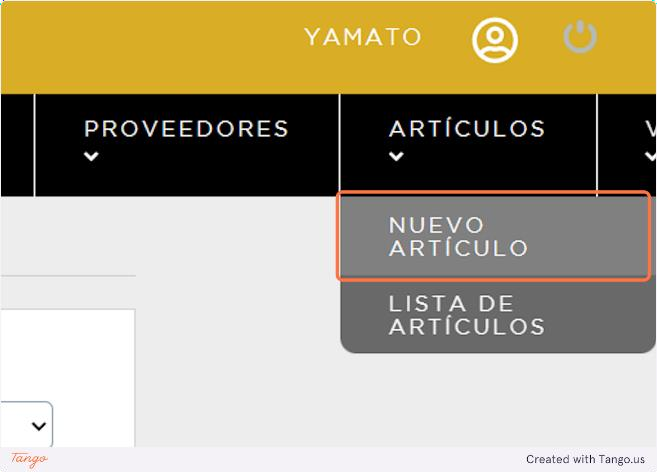 YAMATO
PROVEEDORES
ARTÍCULOS
V
NUEVO
ARTÍCULO
LISTA DE
ARTÍCULOS
Tango
Created with Tango.us